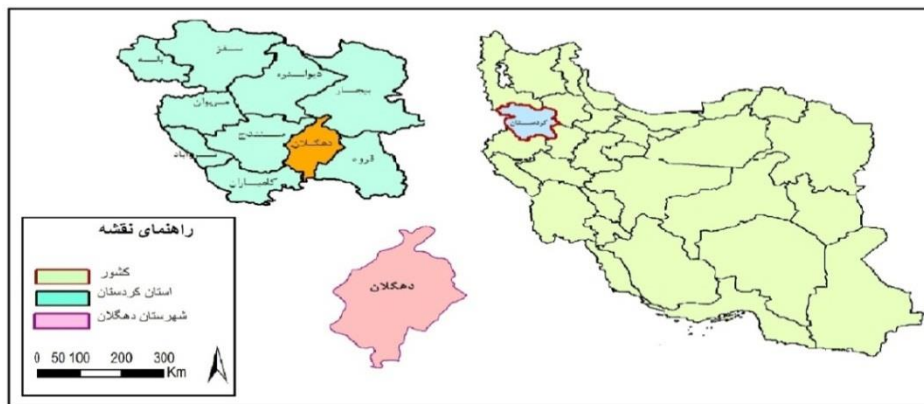 سقز
بانه
دیواندره
بیجار
مریوان
سنندج
دهگلان
قروه
سروآباد
کامیاران
کردستان
دهگلان
راهنمای نقشه
کشور
استان کردستان
شهرستان دهگلان
0 50 100 200 300
Km